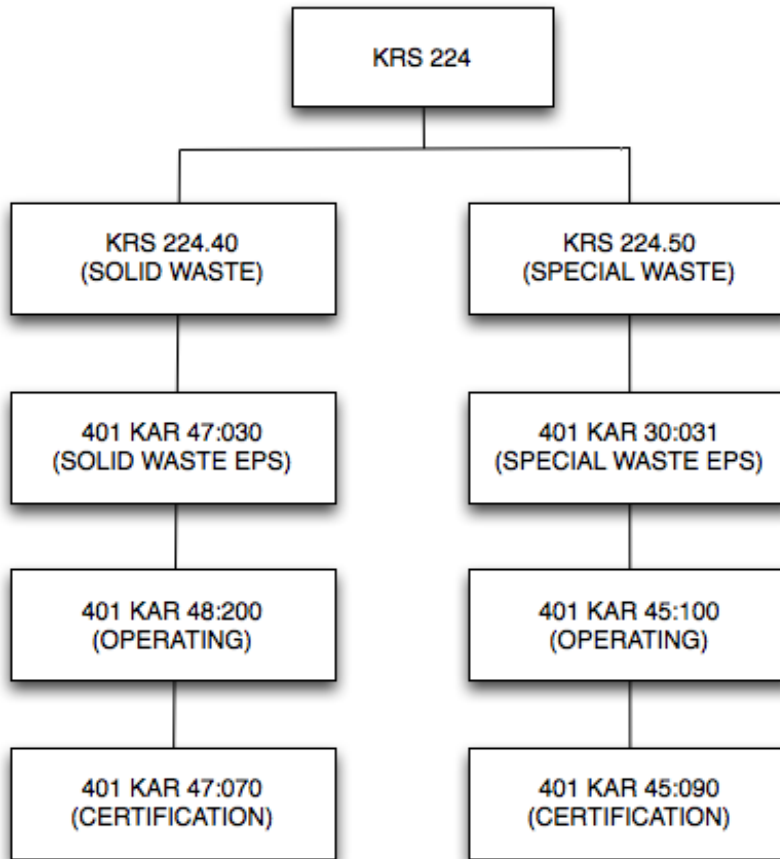 KRS 224
KRS 224.40
(SOLID WASTE)
KRS 224.50
(SPECIAL WASTE)
401 KAR 47:030
(SOLID WASTE EPS)
401 KAR 30:031
(SPECIAL WASTE EPS)
401 KAR 48:200
(OPERATING)
401 KAR 45:100
(OPERATING)
401 KAR 47:070
(CERTIFICATION)
401 KAR 45:090
(CERTIFICATION)